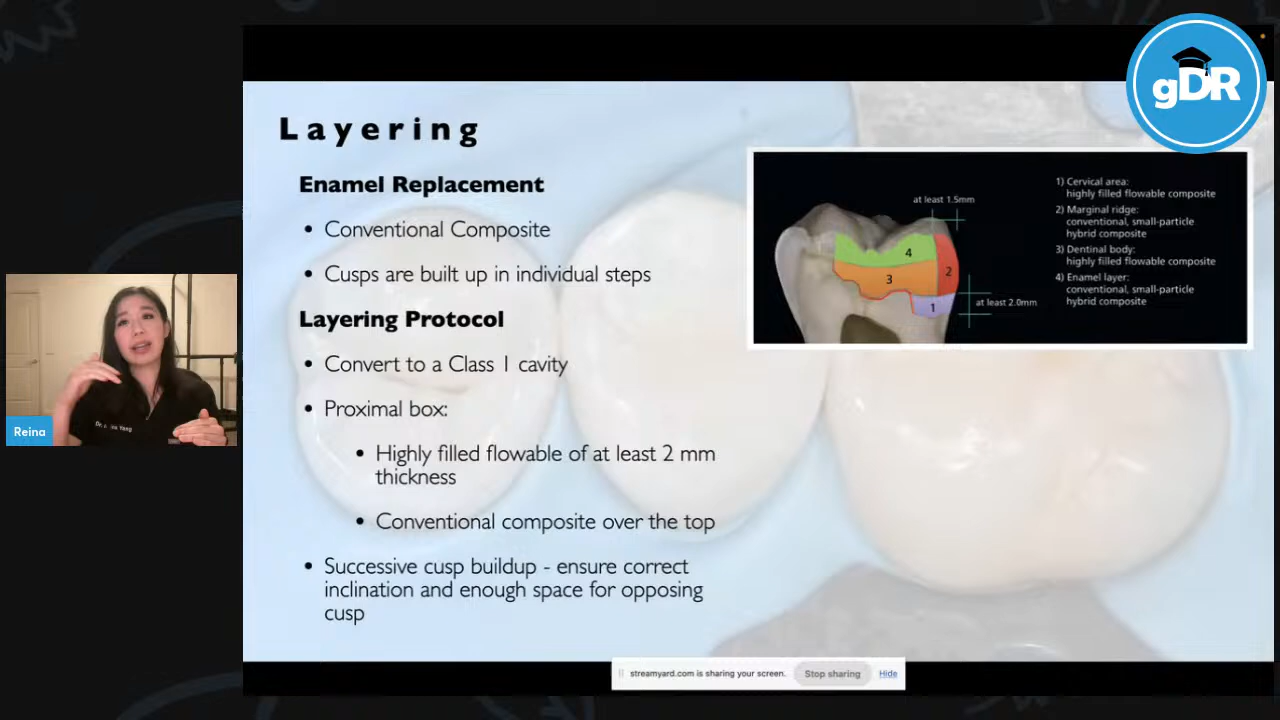 gDR
Layering
Enamel Replacement
• Conventional Composite
• Cusps are built up in individual steps
Layering Protocol
• Convert to a Class 1 cavity
• Proximal box:
• Highly filled flowable of at least 2 mm
thickness
• Conventional composite over the top
• Successive cusp buildup - ensure correct
inclination and enough space for opposing
cusp
at least 1.5mm
4
3
2
1
at least 2.0mm
1) Cervical area:
highly filled flowable composite
2) Marginal ridge:
conventional, small-particle
hybrid composite
3) Dentinal body:
highly filled flowable composite
4) Enamel layer:
conventional, small-particle
hybrid composite
Yang
Reina
streamyard.com is sharing your screen.
Stop sharing
Hide